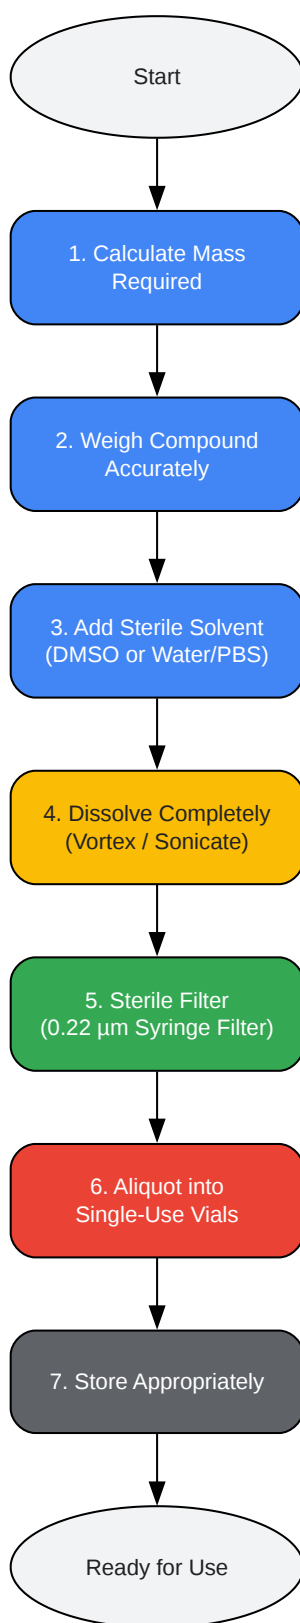 Start
1. Calculate Mass
Required
2. Weigh Compound
Accurately
3. Add Sterile Solvent
(DMSO or Water/PBS)
4. Dissolve Completely
(Vortex / Sonicate)
5. Sterile Filter
(0.22 µm Syringe Filter)
6. Aliquot into
Single-Use Vials
7. Store Appropriately
Ready for Use